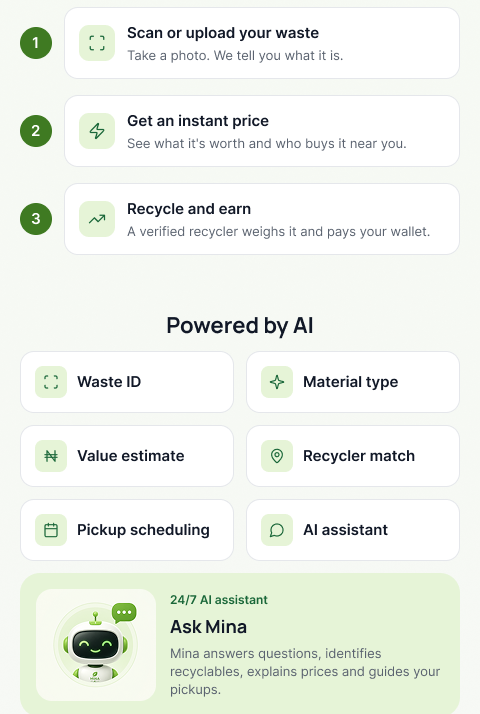 1
Scan or upload your waste
Take a photo. We tell you what it is.
2
Get an instant price
See what it's worth and who buys it near you.
3
Recycle and earn
A verified recycler weighs it and pays your wallet.
Powered by AI
Waste ID
Material type
₦
Value estimate
Recycler match
Pickup scheduling
AI assistant
24/7 AI assistant
Ask Mina
Mina answers questions, identifies
recyclables, explains prices and guides your
pickups.